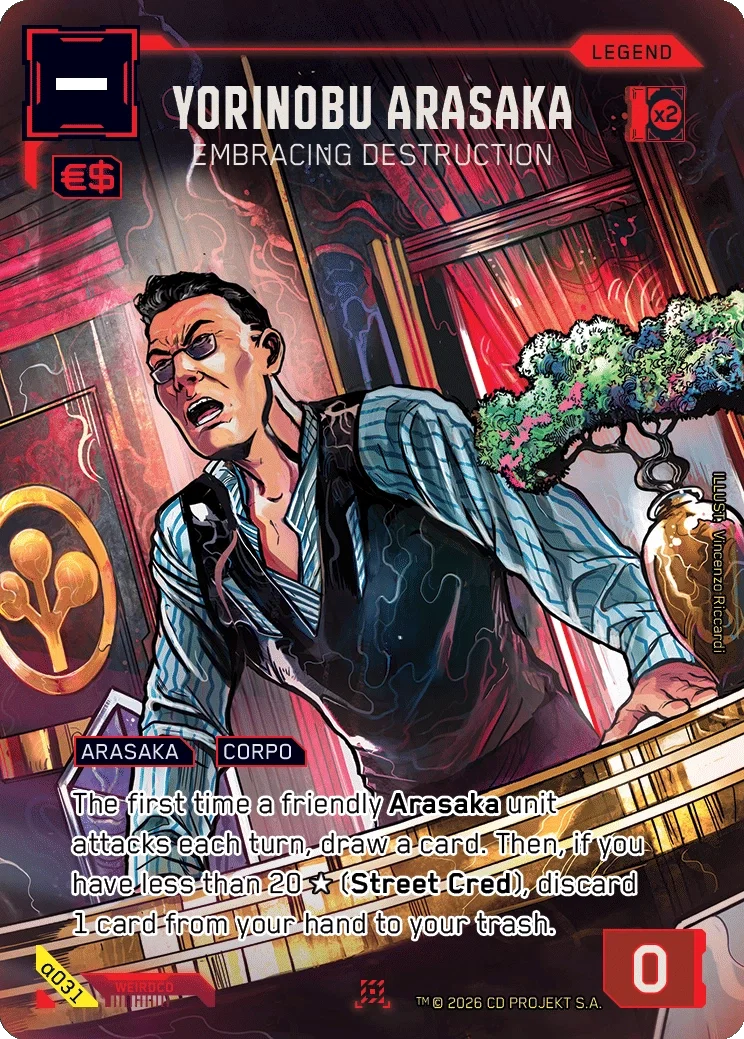 LEGEND
YORINOBU ARASAKA
x2
EMBRACING DESTRUCTION
€$
ILLUST. Vincenzo Riccardi
ARASAKA
CORPO
The first time a friendly Arasaka unit
attacks each turn, draw a card. Then, if you
have less than 20 ★ (Street Cred), discard
1 card from your hand to your trash.
0
α031
WEIRDCO
™ © 2026 CD PROJEKT S.A.